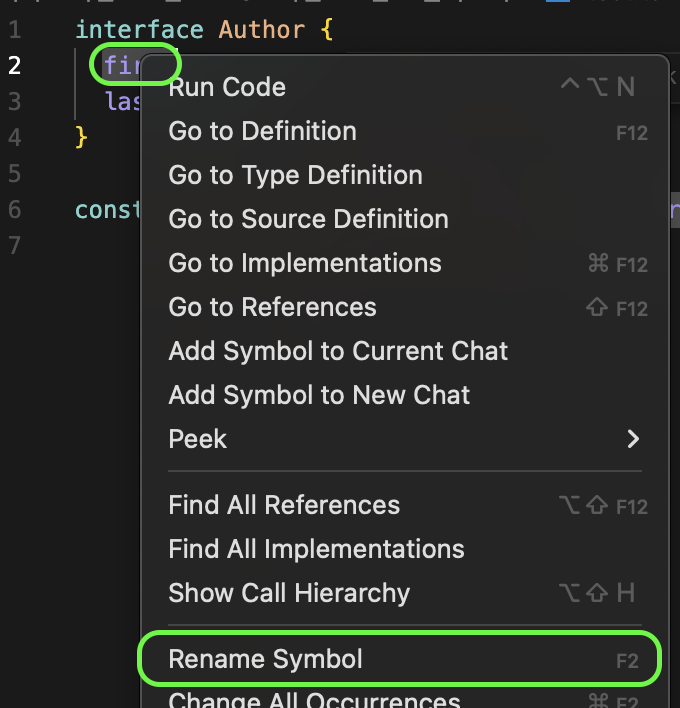 1 interface Author {
2 fir
3 las
4 }
5
6 const
7
Run Code ^⌥ N
Go to Definition F12
Go to Type Definition
Go to Source Definition
Go to Implementations ⌘ F12
Go to References ⇧ F12
Add Symbol to Current Chat
Add Symbol to New Chat
Peek
Find All References ⌥⇧ F12
Find All Implementations
Show Call Hierarchy ⌥⇧ H
Rename Symbol F2
Change All Occurrences ⌘ F2